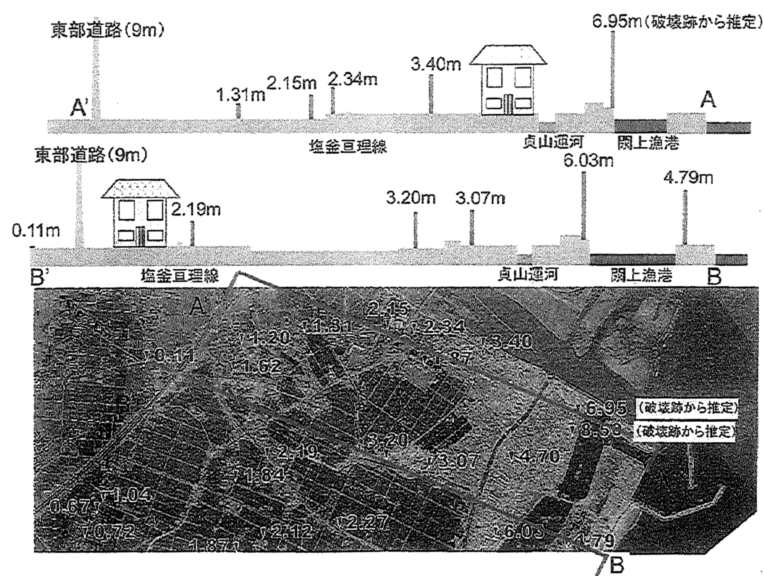 東部道路(9m)
6.95m(破壊跡から推定)
3.40m
2.34m
2.15m
1.31m
A'
A
塩釜亘理線
貞山運河
閖上漁港
東部道路(9m)
6.03m
4.79m
3.20m
3.07m
2.19m
0.11m
B'
塩釜亘理線
貞山運河
閖上漁港
B
A'
2.15
1.31
2.34
1.20
3.40
0.11
1.62
1.87
6.95 (破壊跡から推定)
(破壊跡から推定)
3.20
2.19
3.07
4.70
1.84
1.04
0.67
0.72
2.12
2.27
6.03
1.87
4.79
B